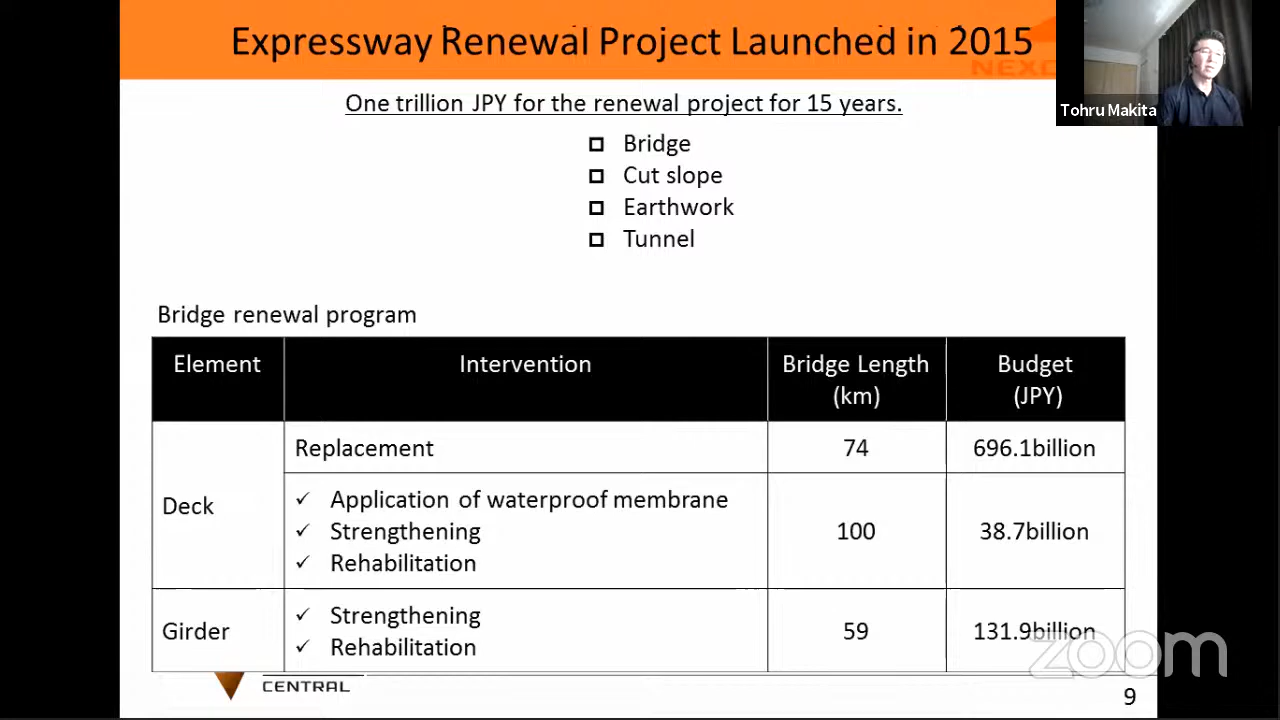 Expressway Renewal Project Launched in 2015
NEXC
Tohru Makita
One trillion JPY for the renewal project for 15 years.
Bridge
Cut slope
Earthwork
Tunnel
Bridge renewal program
Element Intervention Bridge Length (km) Budget (JPY)
Deck
Replacement 74 696.1billion
✓ Application of waterproof membrane
✓ Strengthening 100 38.7billion
✓ Rehabilitation
Girder
✓ Strengthening
✓ Rehabilitation
59 131.9billion
zoom
CENTRAL
9